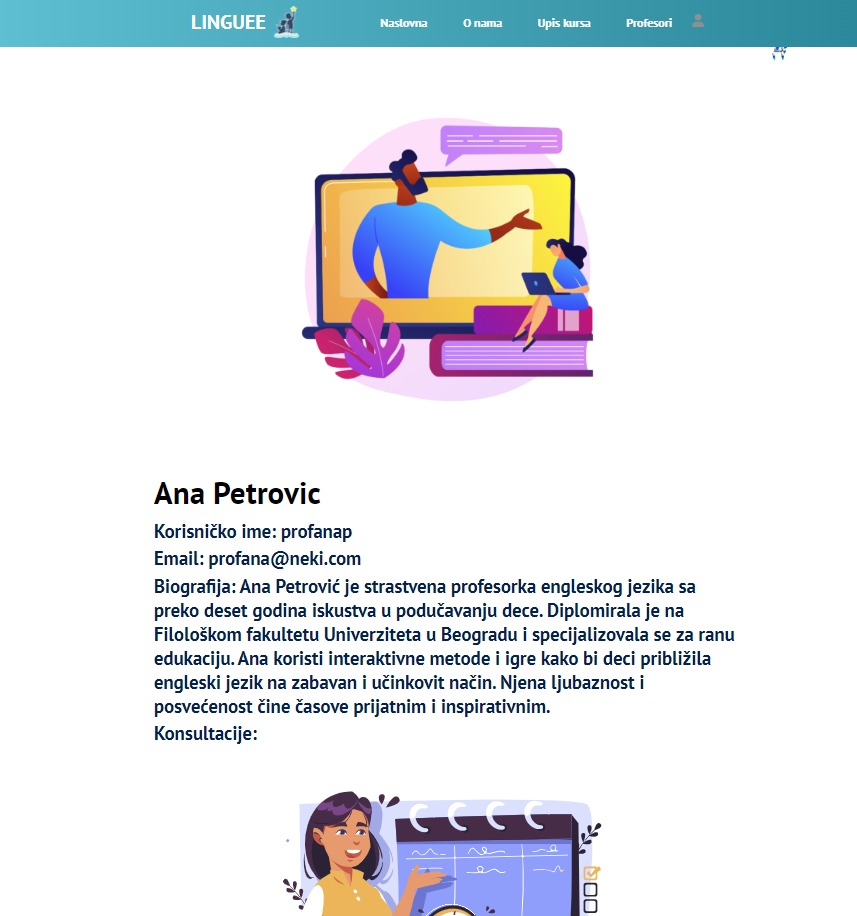 LINGUEE
Naslovna
O nama
Upis kursa
Profesori
Ana Petrovic
Korisničko ime: profanap
Email: profana@neki.com
Biografija: Ana Petrović je strastvena profesorka engleskog jezika sa
preko deset godina iskustva u podučavanju dece. Diplomirala je na
Filološkom fakultetu Univerziteta u Beogradu i specijalizovala se za ranu
edukaciju. Ana koristi interaktivne metode i igre kako bi deci približila
engleski jezik na zabavan i učinkovit način. Njena ljubaznost i
posvećenost čine časove prijatnim i inspirativnim.
Konsultacije: